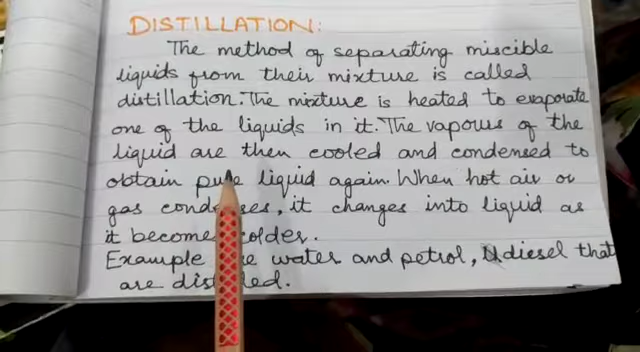 DISTILLATION:
The method of separating miscible
liquids from their mixture is called
distillation. The mixture is heated to evaporate
one of the liquids in it. The vapours of the
liquid are then cooled and condensed to
obtain pure liquid again. When hot air or
gas condenses, it changes into liquid as
it become colder.
Example water and petrol, diesel that
are distilled.